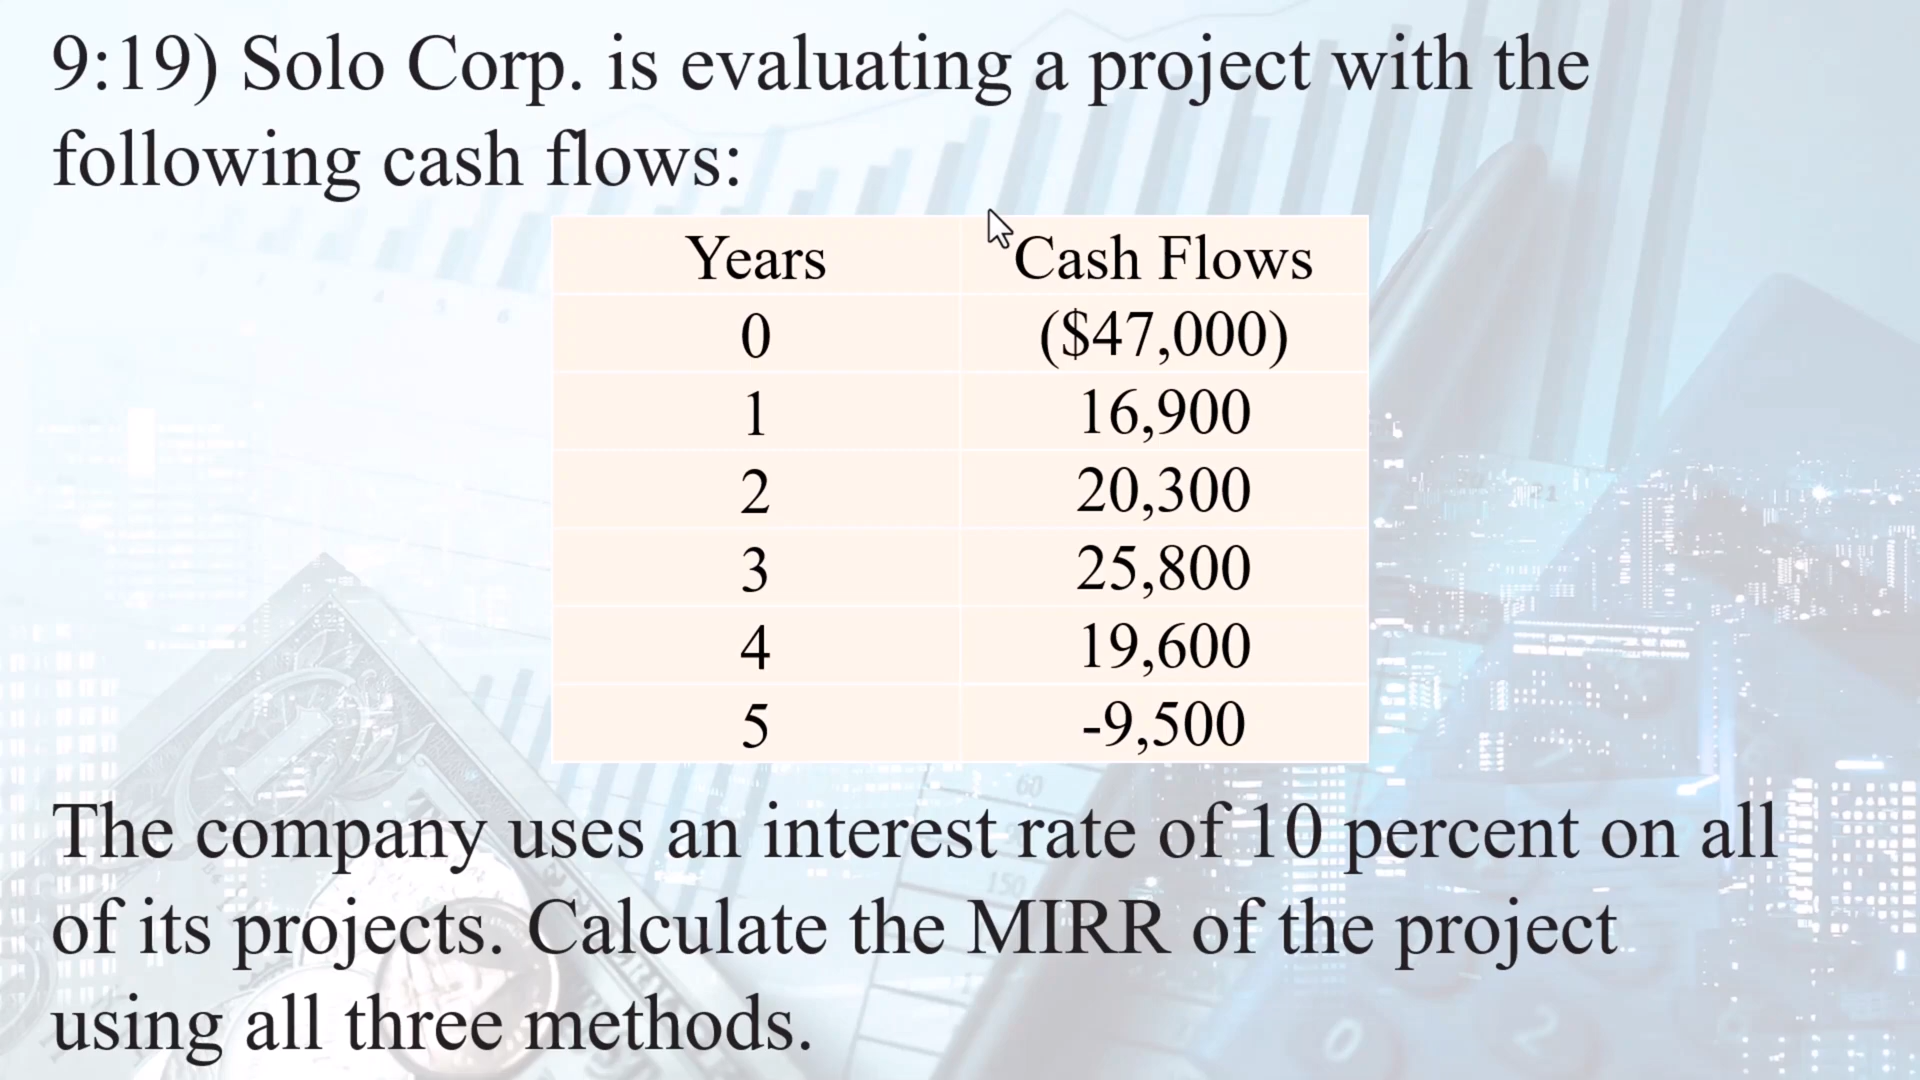 9:19) Solo Corp. is evaluating a project with the
following cash flows:
Years Cash Flows
0 ($47,000)
1 16,900
2 20,300
3 25,800
4 19,600
5 -9,500
The company uses an interest rate of 10 percent on all
of its projects. Calculate the MIRR of the project
using all three methods.